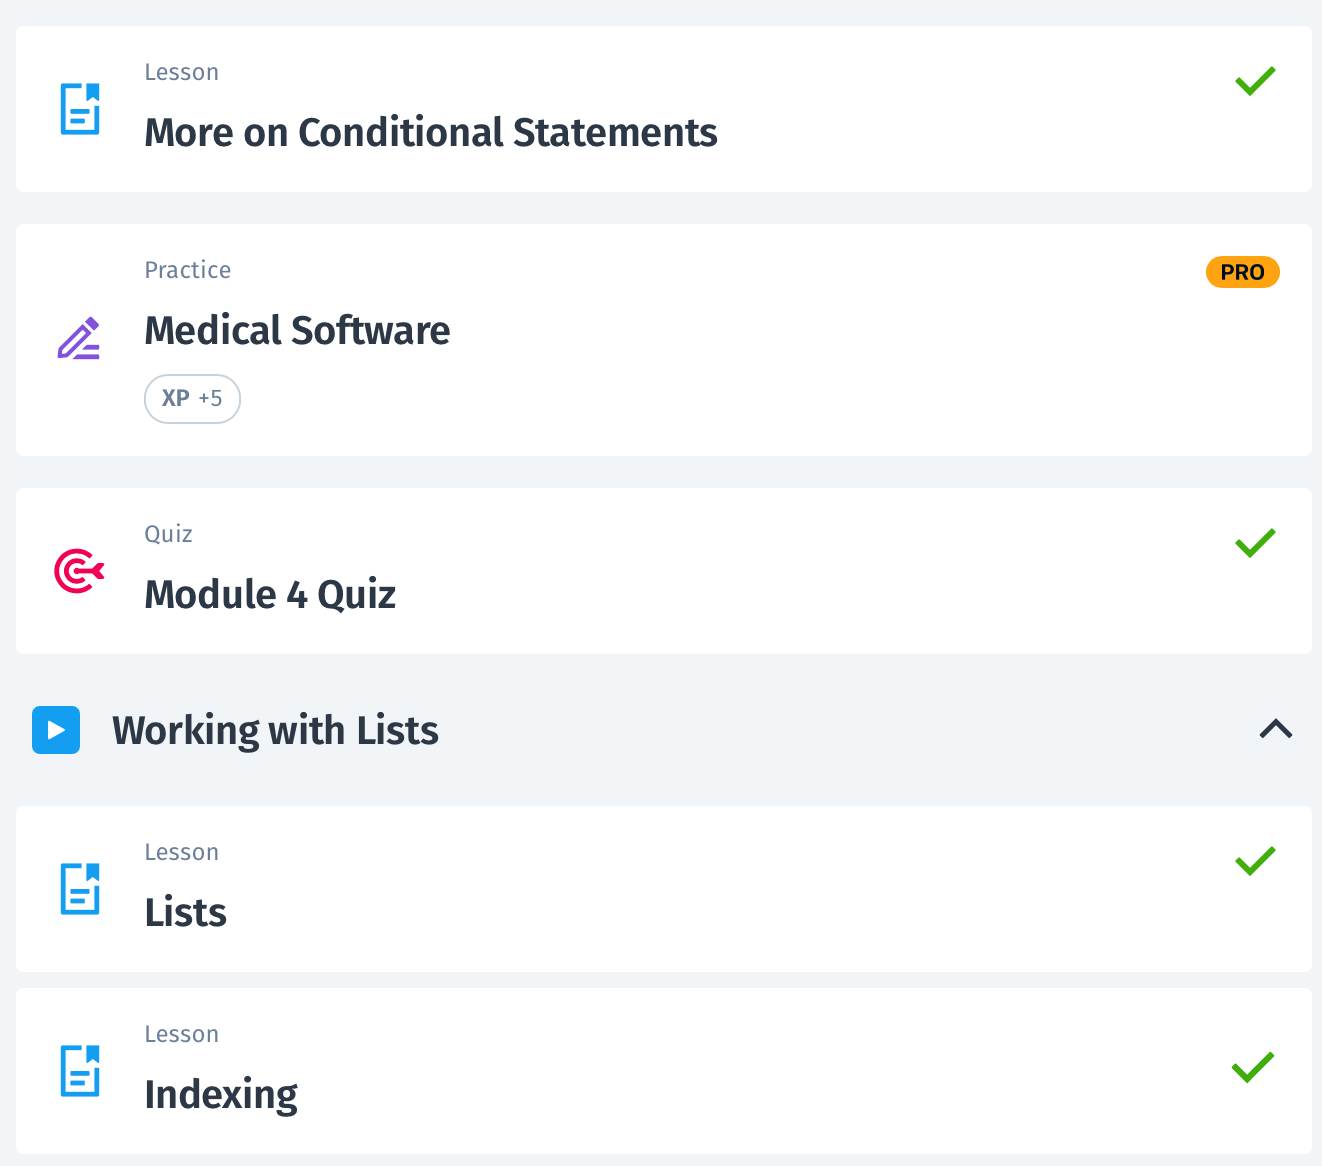 Lesson
More on Conditional Statements
Practice
PRO
Medical Software
XP +5
Quiz
Module 4 Quiz
Working with Lists
Lesson
Lists
Lesson
Indexing